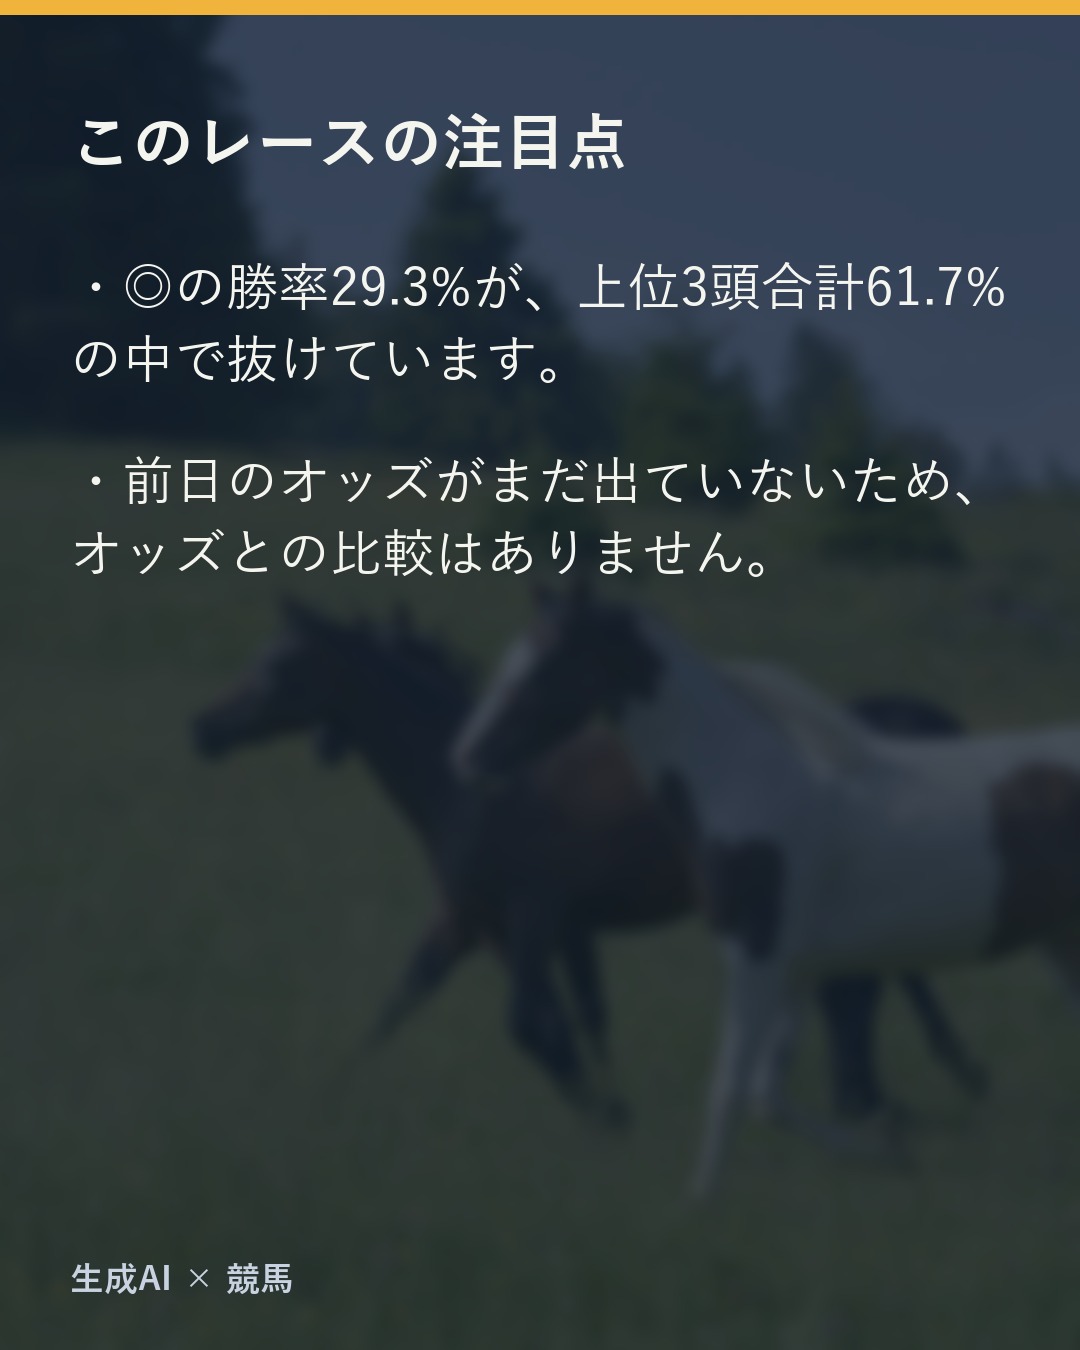 このレースの注目点
・◎の勝率29.3%が、上位3頭合計61.7%
の中で抜けています。
・前日のオッズがまだ出ていないため、
オッズとの比較はありません。
生成AI × 競馬